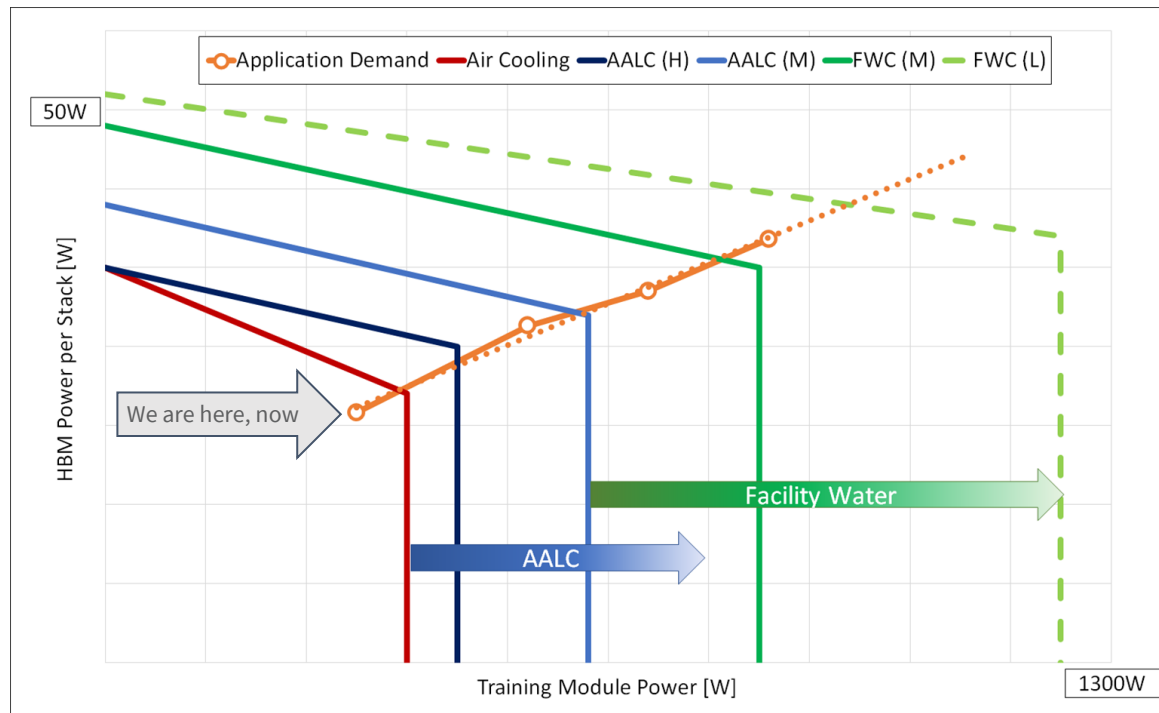 Application Demand Air Cooling AALC (H) AALC (M) FWC (M) FWC (L)
50W
HBM Power per Stack [W]
We are here, now
Facility Water
AALC
Training Module Power [W]
1300W